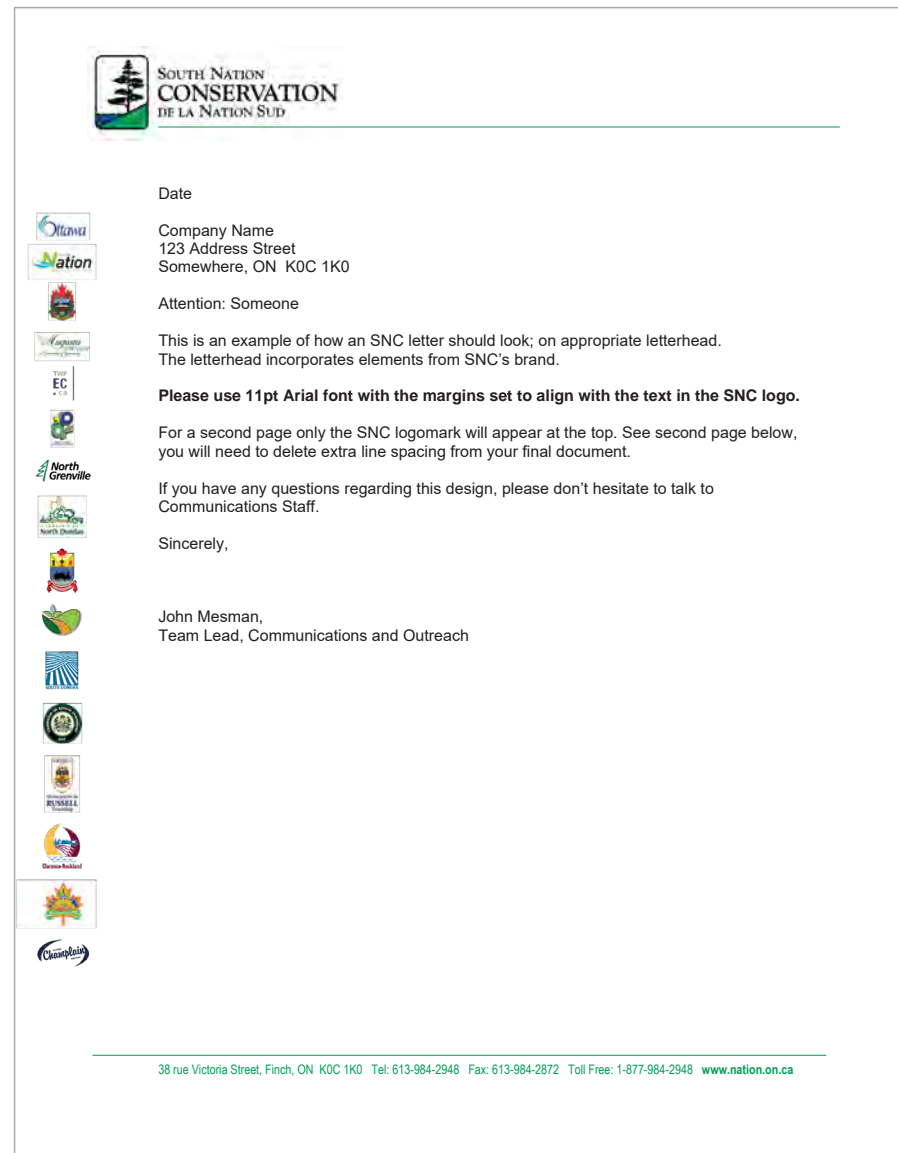 SOUTH NATION
CONSERVATION
DE LA NATION SUD
Date
Company Name
123 Address Street
Somewhere, ON  K0C 1K0
Attention: Someone
This is an example of how an SNC letter should look; on appropriate letterhead.
The letterhead incorporates elements from SNC's brand.
Please use 11pt Arial font with the margins set to align with the text in the SNC logo.
For a second page only the SNC logomark will appear at the top. See second page below,
you will need to delete extra line spacing from your final document.
If you have any questions regarding this design, please don't hesitate to talk to
Communications Staff.
Sincerely,
John Mesman,
Team Lead, Communications and Outreach
Ottawa
Nation
Augusta
TWP
EC
North
Grenville
North Dundas
SOUTH DUNDAS
RUSSELL
Township
Clarence-Rockland
Champlain
38 rue Victoria Street, Finch, ON  K0C 1K0   Tel: 613-984-2948   Fax: 613-984-2872   Toll Free: 1-877-984-2948   www.nation.on.ca